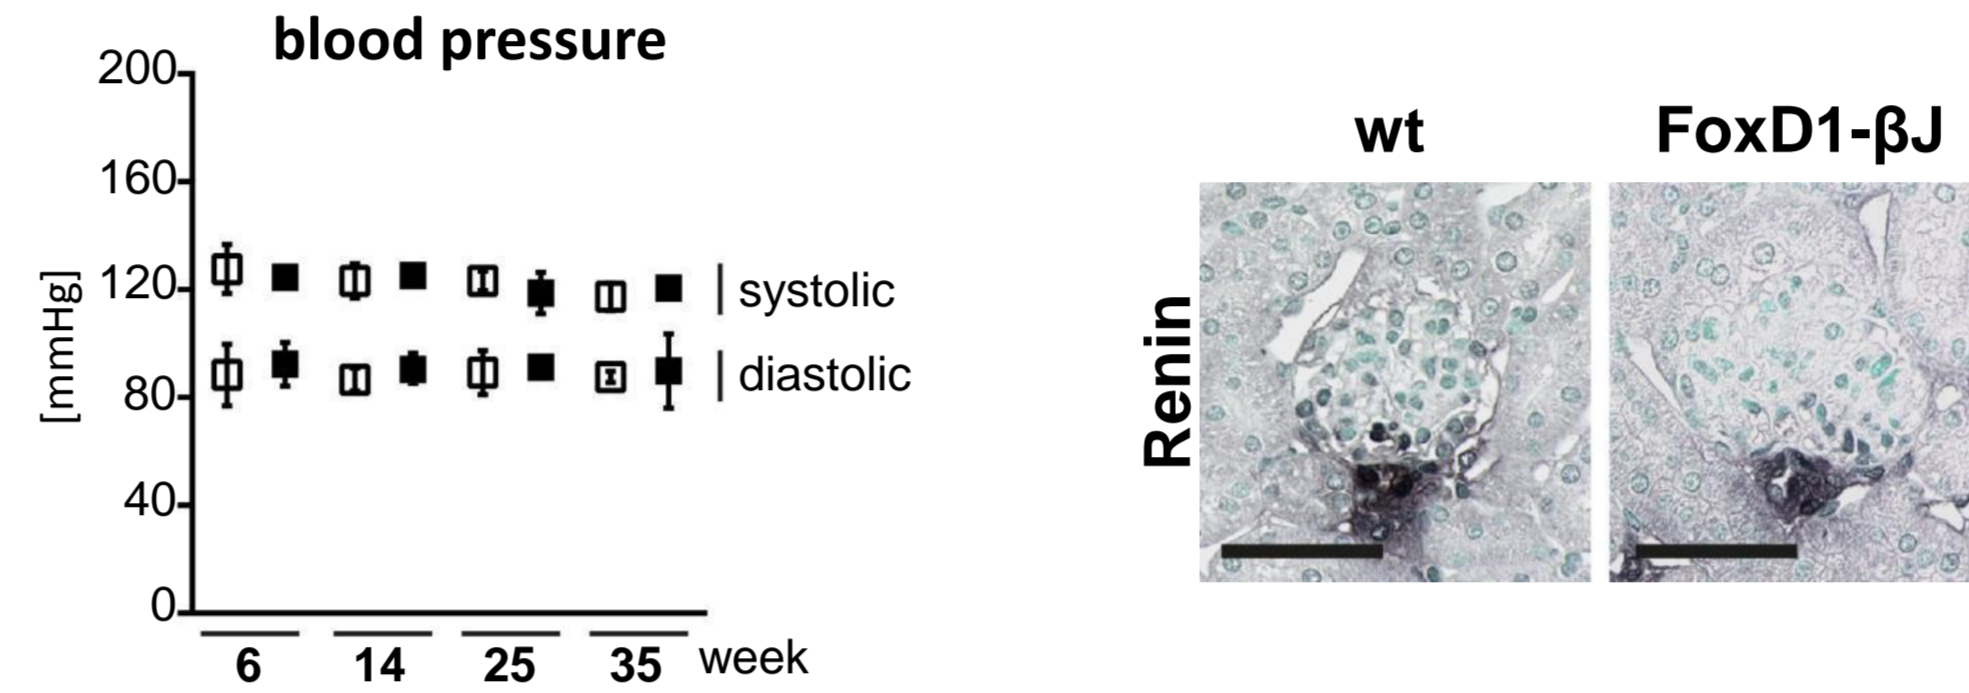 blood pressure
200
160
120
80
40
0
[mmHg]
systolic
diastolic
6 14 25 35 week
wt FoxD1-βJ
Renin